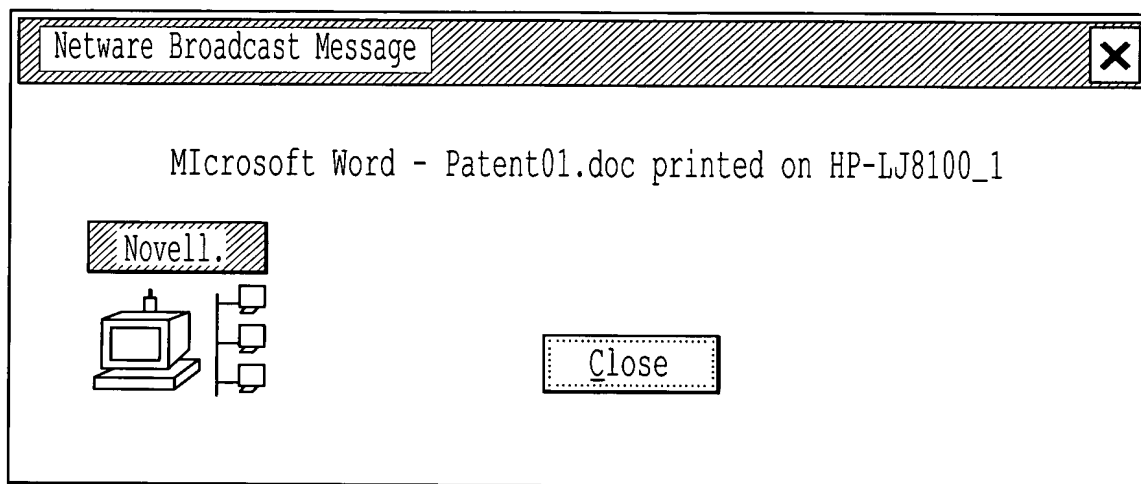 Netware Broadcast Message
MIcrosoft Word - Patent01.doc printed on HP-LJ8100_1
Novell.
Close